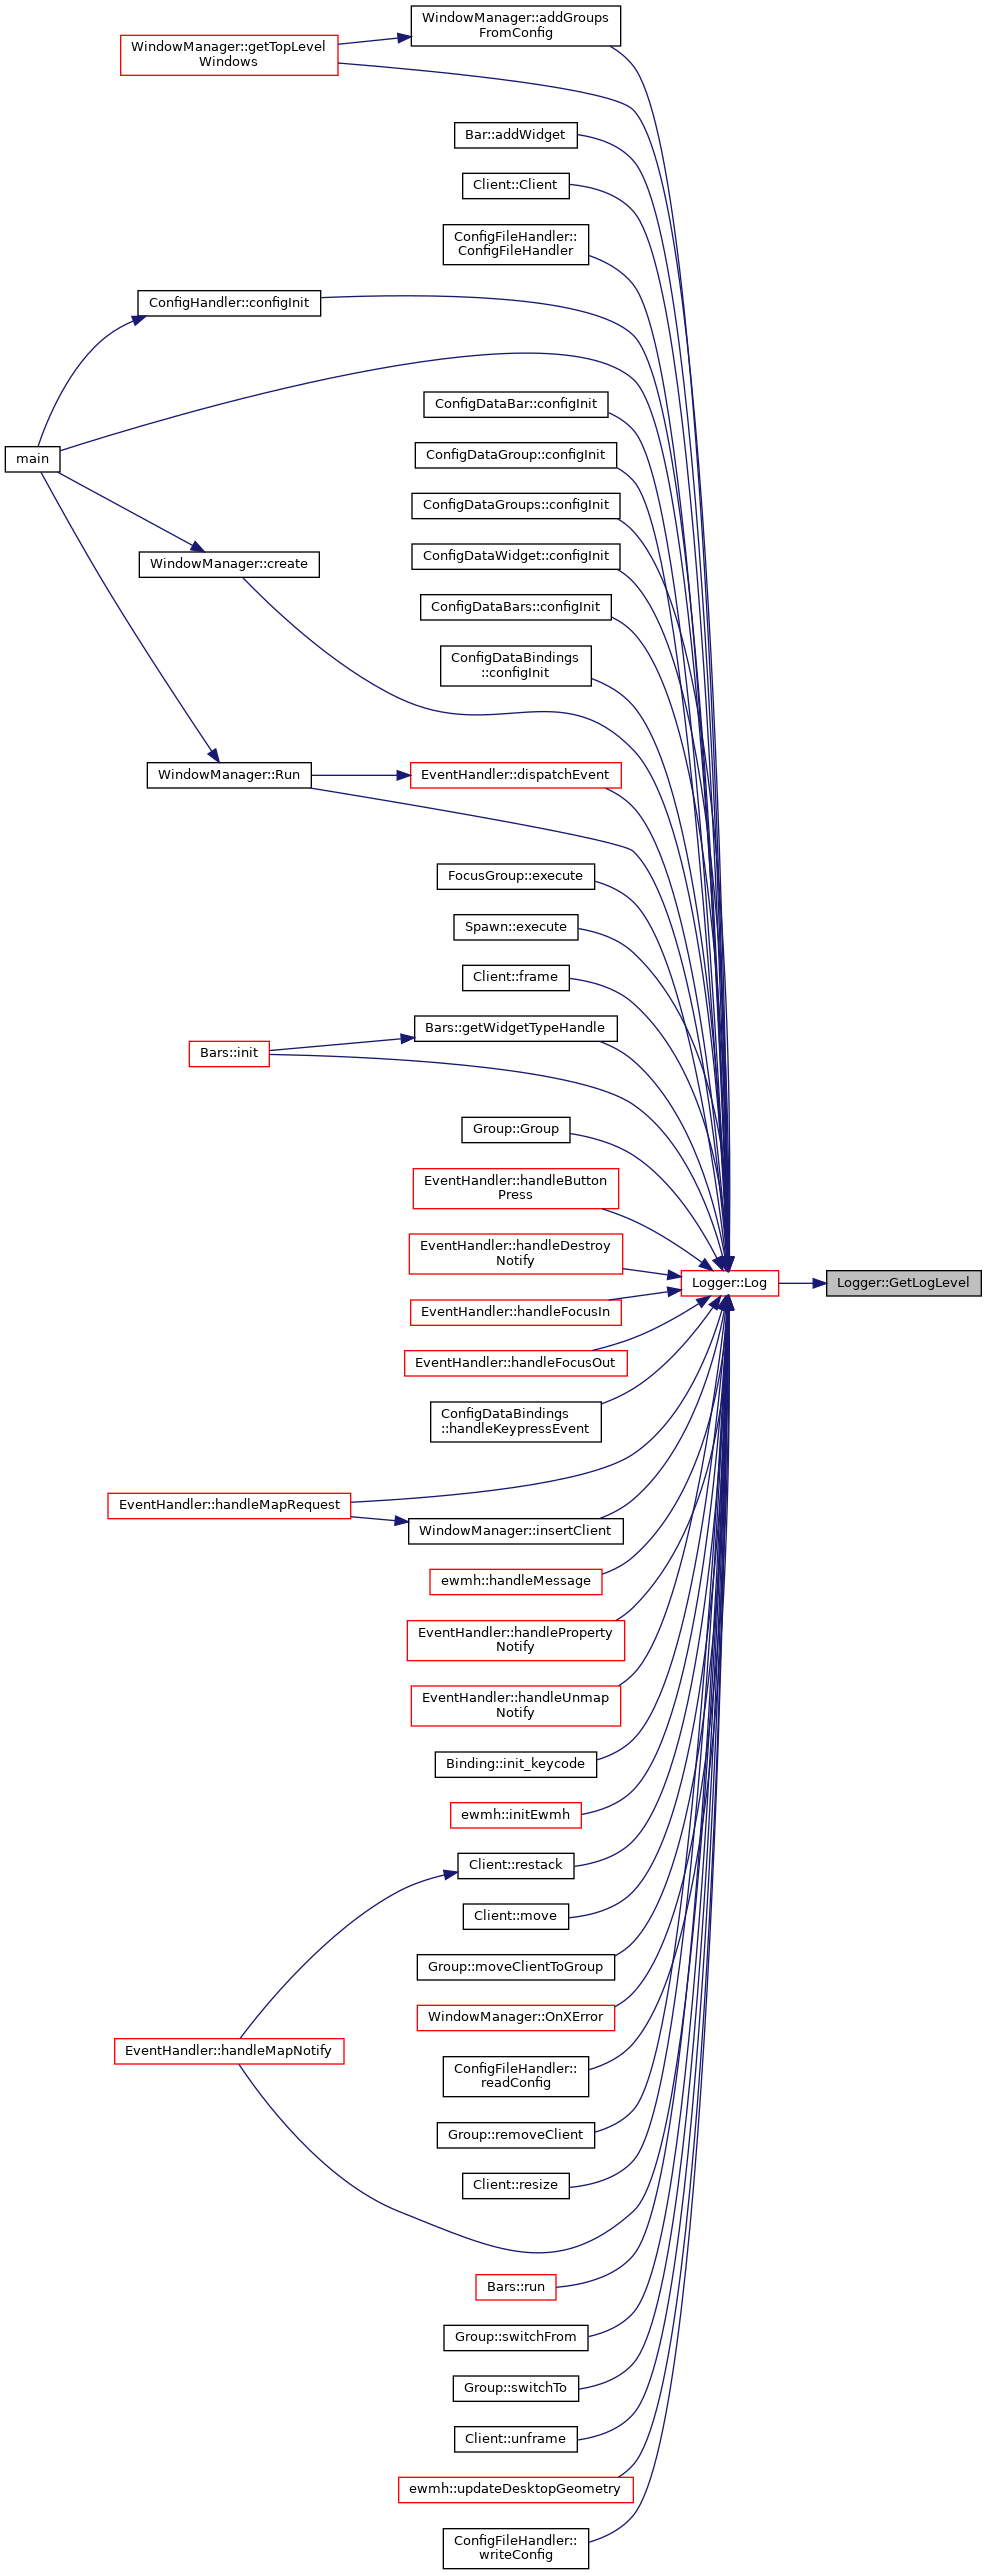 WindowManager::addGroups
FromConfig
WindowManager::getTopLevel
Windows
Bar::addWidget
Client::Client
ConfigFileHandler::
ConfigFileHandler
ConfigHandler::configInit
main
ConfigDataBar::configInit
ConfigDataGroup::configInit
ConfigDataGroups::configInit
ConfigDataWidget::configInit
WindowManager::create
ConfigDataBars::configInit
ConfigDataBindings
::configInit
WindowManager::Run
EventHandler::dispatchEvent
FocusGroup::execute
Spawn::execute
Client::frame
Bars::getWidgetTypeHandle
Bars::init
Group::Group
EventHandler::handleButton
Press
EventHandler::handleDestroy
Notify
Logger::Log
Logger::GetLogLevel
EventHandler::handleFocusIn
EventHandler::handleFocusOut
ConfigDataBindings
::handleKeypressEvent
EventHandler::handleMapRequest
WindowManager::insertClient
ewmh::handleMessage
EventHandler::handleProperty
Notify
EventHandler::handleUnmap
Notify
Binding::init_keycode
ewmh::initEwmh
Client::restack
Client::move
Group::moveClientToGroup
WindowManager::OnXError
EventHandler::handleMapNotify
ConfigFileHandler::
readConfig
Group::removeClient
Client::resize
Bars::run
Group::switchFrom
Group::switchTo
Client::unframe
ewmh::updateDesktopGeometry
ConfigFileHandler::
writeConfig